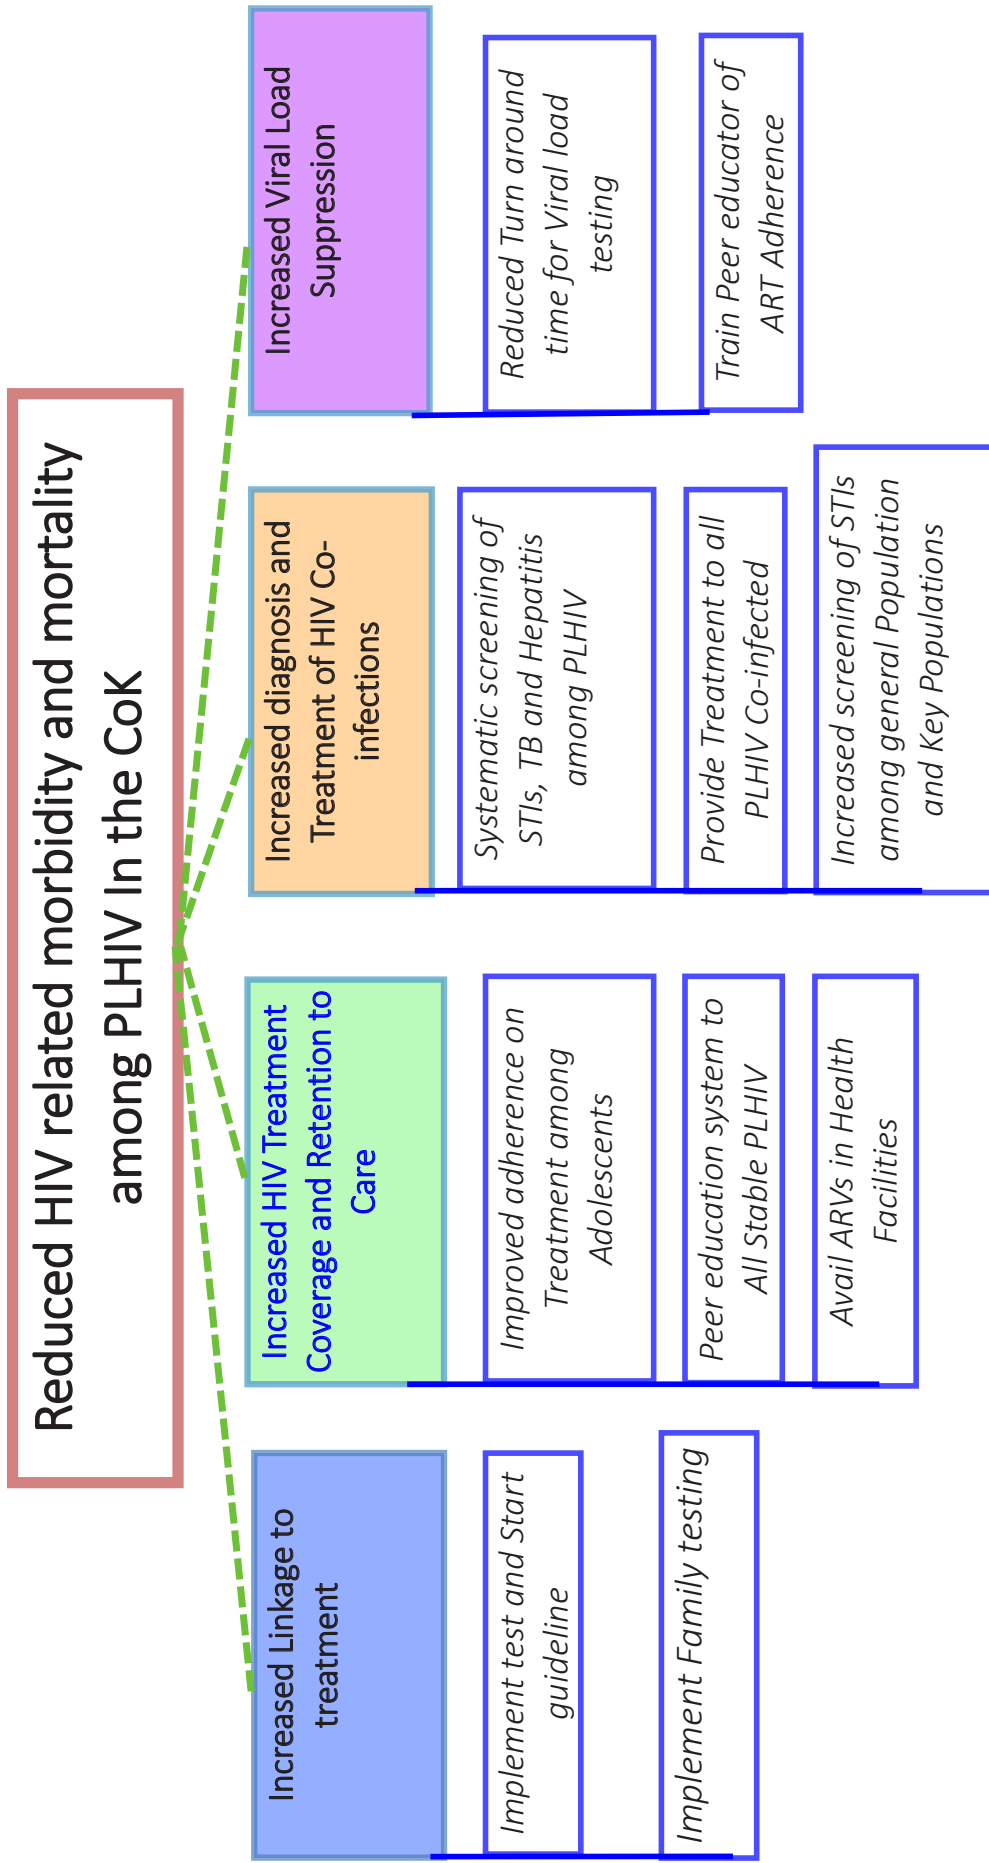 Reduced HIV related morbidity and mortality
among PLHIV In the CoK
Increased Linkage to
treatment
Implement test and Start
guideline
Implement Family testing
Increased HIV Treatment
Coverage and Retention to
Care
Improved adherence on
Treatment among
Adolescents
Peer education system to
All Stable PLHIV
Avail ARVs in Health
Facilities
Increased diagnosis and
Treatment of HIV Co-
infections
Systematic screening of
STIs, TB and Hepatitis
among PLHIV
Provide Treatment to all
PLHIV Co-infected
Increased screening of STIs
among general Population
and Key Populations
Increased Viral Load
Suppression
Reduced Turn around
time for Viral load
testing
Train Peer educator of
ART Adherence